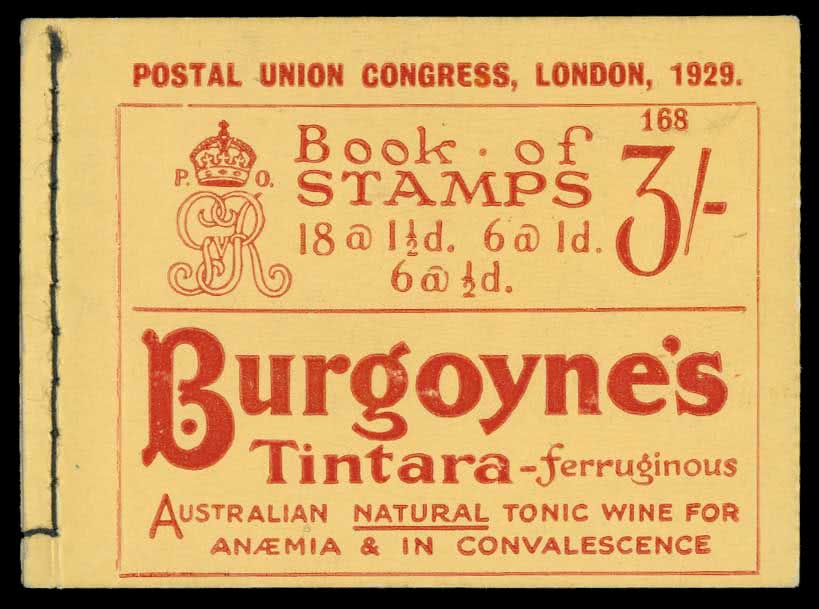 POSTAL UNION CONGRESS, LONDON, 1929.
168
P. O.
GVR
Book · of
STAMPS
3/-
18 @ 1½d. 6 @ 1d.
6 @ ½d.
Burgoyne's
Tintara-ferruginous
AUSTRALIAN NATURAL TONIC WINE FOR
ANÆMIA & IN CONVALESCENCE